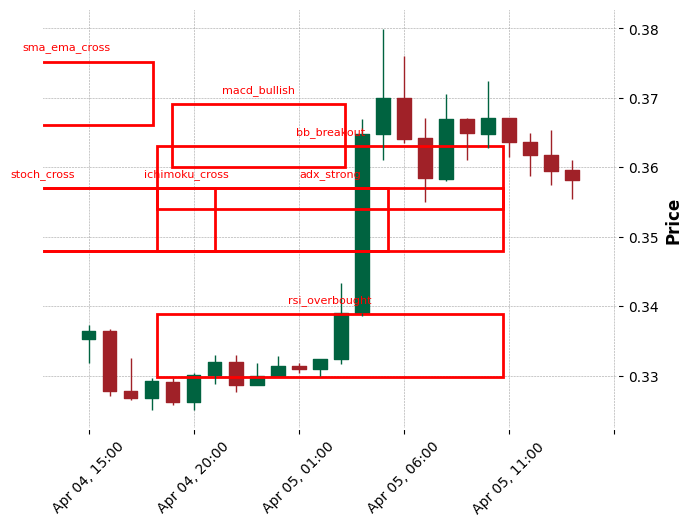 sma_ema_cross
macd_bullish
bb_breakout
stoch_cross
ichimoku_cross
adx_strong
rsi_overbought
0.38
0.37
0.36
0.35
0.34
0.33
Price
Apr 04, 15:00
Apr 04, 20:00
Apr 05, 01:00
Apr 05, 06:00
Apr 05, 11:00